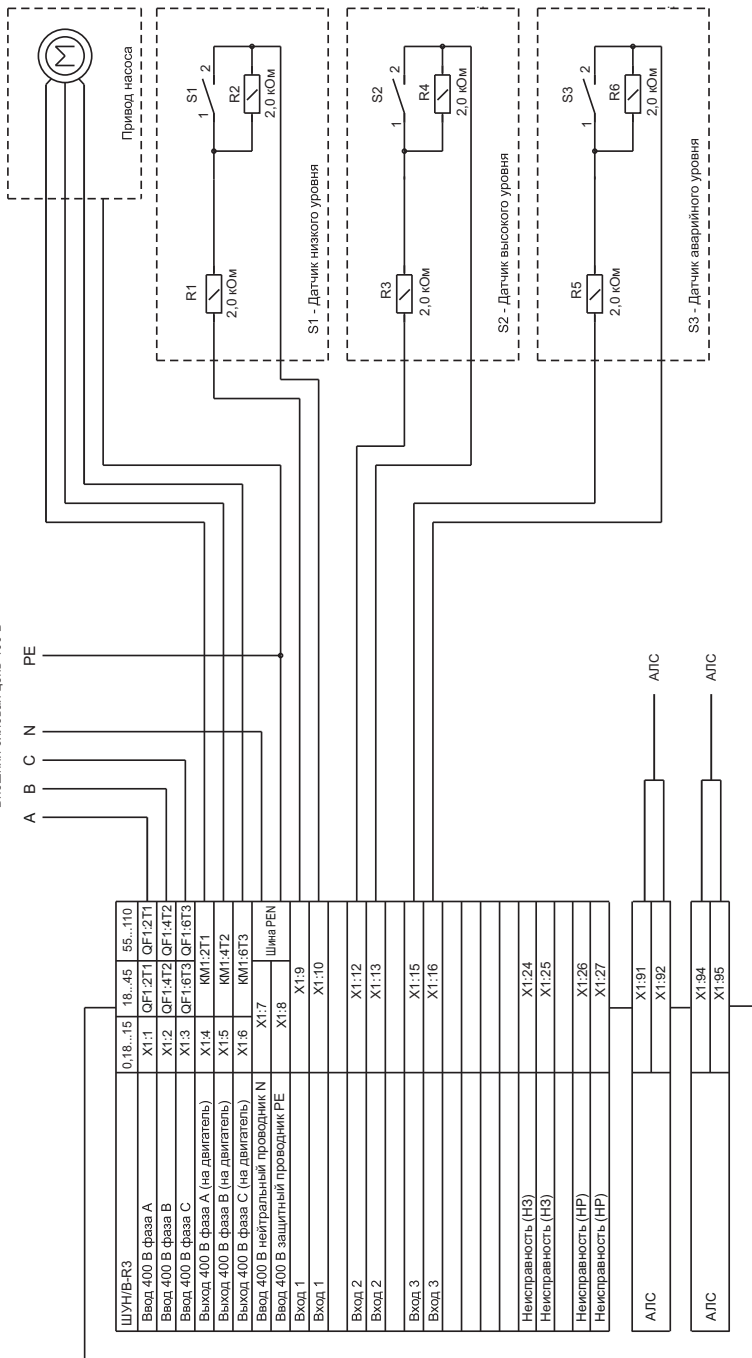 А
В
С
N
PE
ШУН/В-R3 0,18...15 18...45 55...110
Ввод 400 В фаза А X1:1 QF1:2T1 QF1:2T1
Ввод 400 В фаза В X1:2 QF1:4T2 QF1:4T2
Ввод 400 В фаза С X1:3 QF1:6T3 QF1:6T3
Выход 400 В фаза А (на двигатель) X1:4 KM1:2T1
Выход 400 В фаза В (на двигатель) X1:5 KM1:4T2
Выход 400 В фаза С (на двигатель) X1:6 KM1:6T3
Ввод 400 В нейтральный проводник N X1:7 Шина PEN
Ввод 400 В защитный проводник PE X1:8
Вход 1 X1:9
Вход 1 X1:10
Вход 2 X1:12
Вход 2 X1:13
Вход 3 X1:15
Вход 3 X1:16
Неисправность (НЗ) X1:24
Неисправность (НЗ) X1:25
Неисправность (НР) X1:26
Неисправность (НР) X1:27
АЛС X1:91
X1:92
АЛС
АЛС X1:94
X1:95
АЛС
М
Привод насоса
R1
2,0 кОм
S1
1 2
R2
2,0 кОм
S1 - Датчик низкого уровня
R3
2,0 кОм
S2
1 2
R4
2,0 кОм
S2 - Датчик высокого уровня
R5
2,0 кОм
S3
1 2
R6
2,0 кОм
S3 - Датчик аварийного уровня